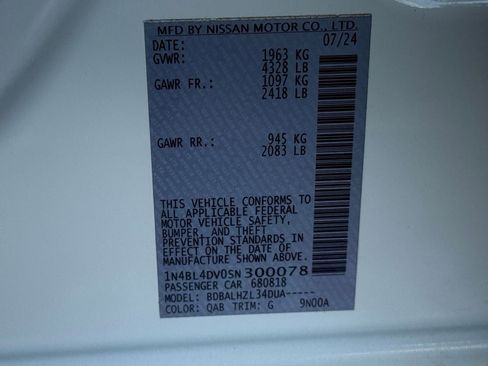 MFD BY NISSAN MOTOR CO., LTD.
DATE: 07/24
GVWR: 1963 KG
4328 LB
GAWR FR.: 1097 KG
2418 LB
GAWR RR.: 945 KG
2083 LB
THIS VEHICLE CONFORMS TO
ALL APPLICABLE FEDERAL
MOTOR VEHICLE SAFETY,
BUMPER, AND THEFT
PREVENTION STANDARDS IN
EFFECT ON THE DATE OF
MANUFACTURE SHOWN ABOVE.
1N4BL4DV0SN300078
PASSENGER CAR 680818
MODEL: BDBALHZL34DUA-----
COLOR: QAB TRIM: G 9N00A